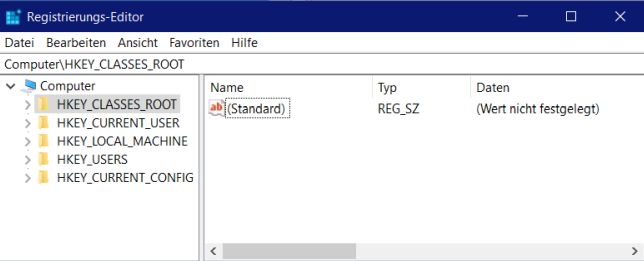 Registrierungs-Editor
Datei Bearbeiten Ansicht Favoriten Hilfe
Computer\HKEY_CLASSES_ROOT
Computer
HKEY_CLASSES_ROOT
HKEY_CURRENT_USER
HKEY_LOCAL_MACHINE
HKEY_USERS
HKEY_CURRENT_CONFIG
Name Typ Daten
ab (Standard) REG_SZ (Wert nicht festgelegt)